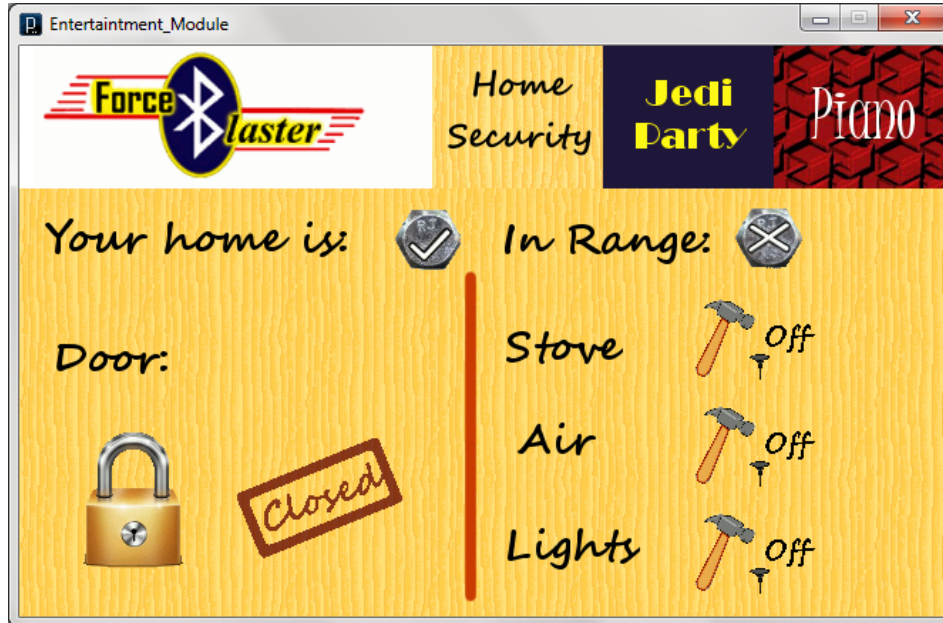 Entertaintment_Module
Force Blaster
Home
Security
Jedi
Party
Piano
Your home is:
In Range:
Door:
Closed
Stove
Off
Air
Off
Lights
Off